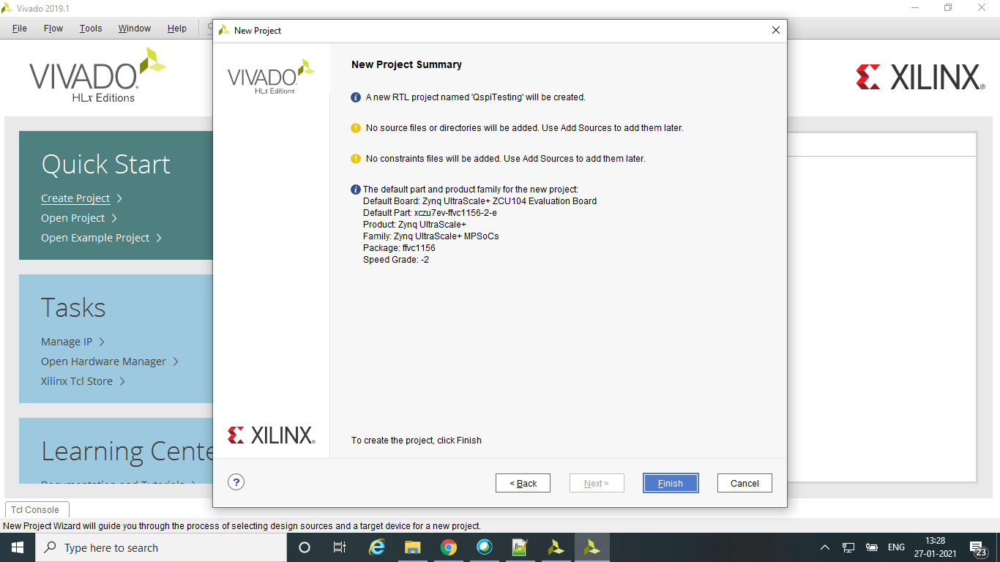 Vivado 2019.1
File Flow Tools Window Help
New Project
VIVADO.
HLx Editions
XILINX®
VIVADO.
HLx Editions
New Project Summary
A new RTL project named 'QspiTesting' will be created.
No source files or directories will be added. Use Add Sources to add them later.
No constraints files will be added. Use Add Sources to add them later.
The default part and product family for the new project:
Default Board: Zynq UltraScale+ ZCU104 Evaluation Board
Default Part: xczu7ev-ffvc1156-2-e
Product: Zynq UltraScale+
Family: Zynq UltraScale+ MPSoCs
Package: ffvc1156
Speed Grade: -2
XILINX®
To create the project, click Finish
?
< Back Next > Finish Cancel
Quick Start
Create Project >
Open Project >
Open Example Project >
Tasks
Manage IP >
Open Hardware Manager >
Xilinx Tcl Store >
Learning Cente
Documentation and Tutorials >
Tcl Console
New Project Wizard will guide you through the process of selecting design sources and a target device for a new project.
Type here to search
ENG
13:28
27-01-2021
23